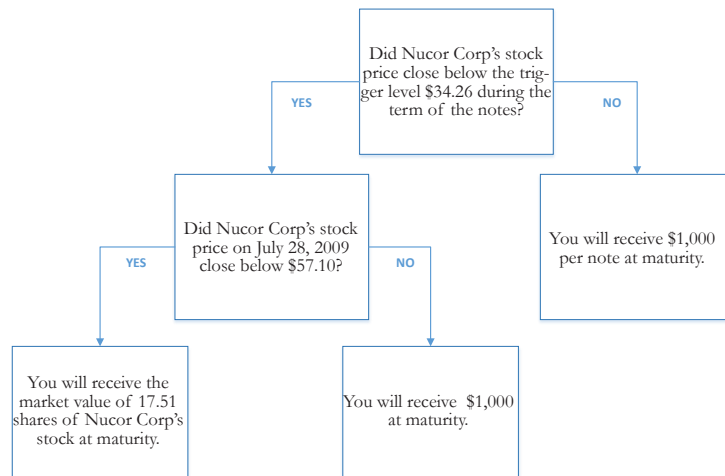 Did Nucor Corp's stock
price close below the trig-
ger level $34.26 during the
term of the notes?
YES
NO
Did Nucor Corp's stock
price on July 28, 2009
close below $57.10?
You will receive $1,000
per note at maturity.
YES
NO
You will receive the
market value of 17.51
shares of Nucor Corp's
stock at maturity.
You will receive $1,000
at maturity.